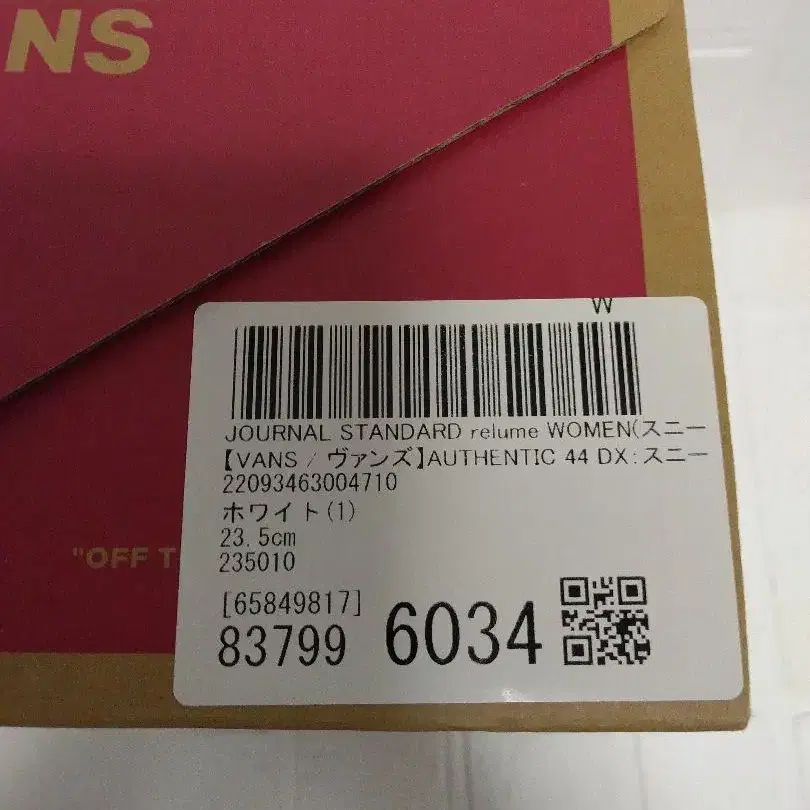 NS
W
JOURNAL STANDARD relume WOMEN(スニー
【VANS / ヴァンズ】AUTHENTIC 44 DX:スニー
22093463004710
ホワイト(1)
23.5cm
235010
"OFF T
[65849817]
83799 6034